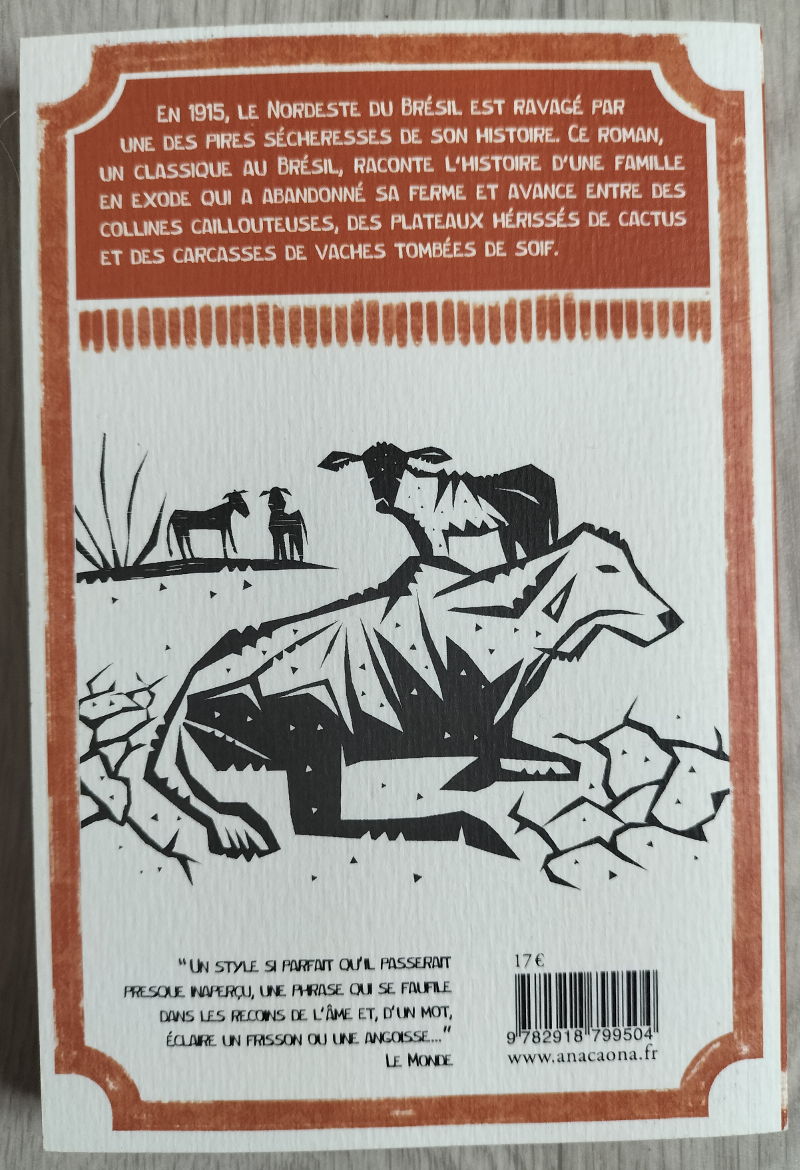 En 1915, le Nordeste du Brésil est ravagé par
une des pires sécheresses de son histoire. Ce roman,
un classique au Brésil, raconte l'histoire d'une famille
en exode qui a abandonné sa ferme et avance entre des
collines caillouteuses, des plateaux hérissés de cactus
et des carcasses de vaches tombées de soif.
"Un style si parfait qu'il passerait
presque inaperçu, une phrase qui se faufile
dans les recoins de l'âme et, d'un mot,
éclaire un frisson ou une angoisse..."
Le Monde
17 €
9 782918 799504
www.anacaona.fr